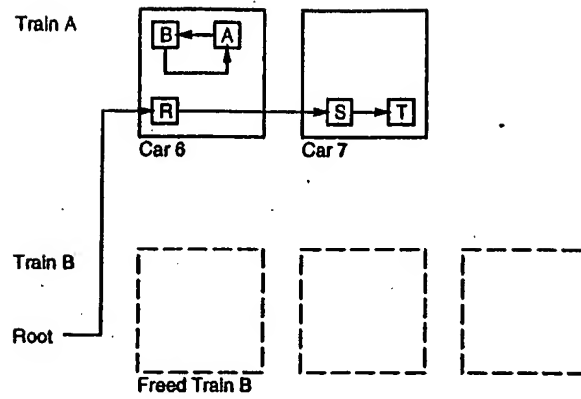 Train A
B A
R S T
Car 6 Car 7
Train B
Root
Freed Train B